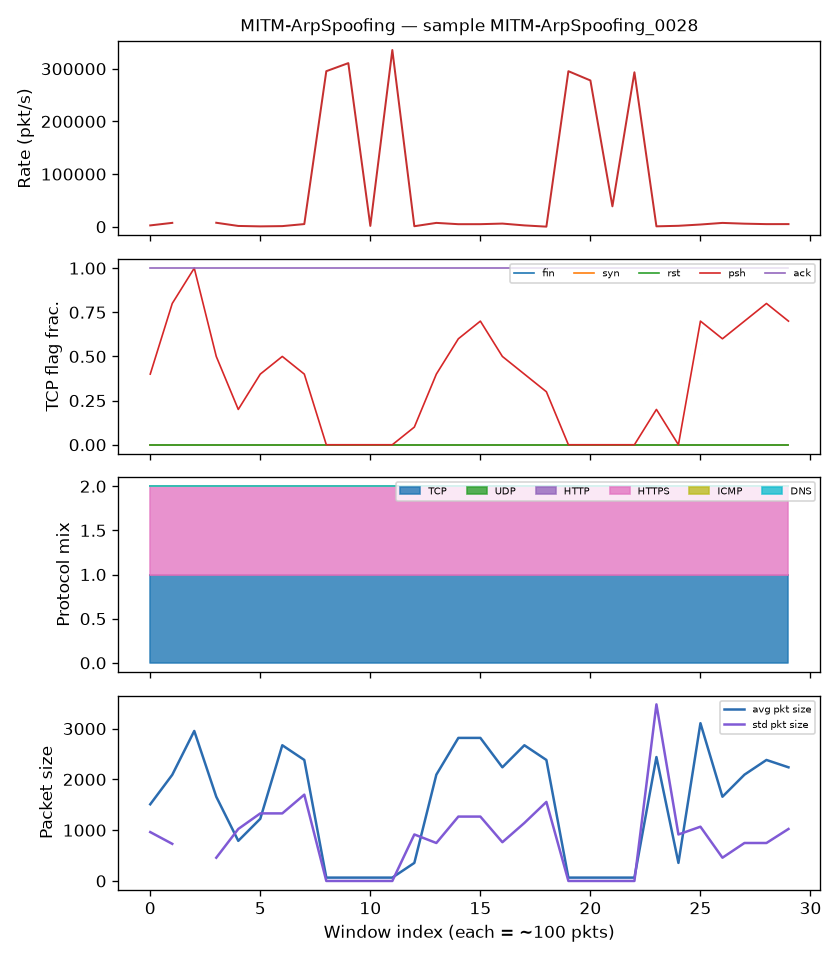 MITM-ArpSpoofing — sample MITM-ArpSpoofing_0028
300000
200000
100000
0
Rate (pkt/s)
1.00
0.75
0.50
0.25
0.00
TCP flag frac.
fin syn rst psh ack
2.0
1.5
1.0
0.5
0.0
Protocol mix
TCP UDP HTTP HTTPS ICMP DNS
3000
2000
1000
0
Packet size
avg pkt size
std pkt size
0 5 10 15 20 25 30
Window index (each = ~100 pkts)